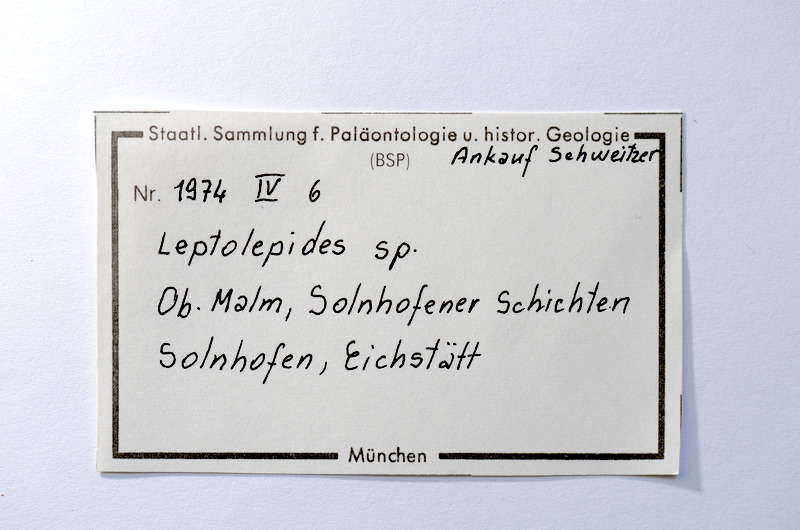 Staatl. Sammlung f. Paläontologie u. histor. Geologie
(BSP) Ankauf Schweitzer
Nr. 1974 IV 6
Leptolepides sp.
Ob. Malm, Solnhofener Schichten
Solnhofen, Eichstätt
München